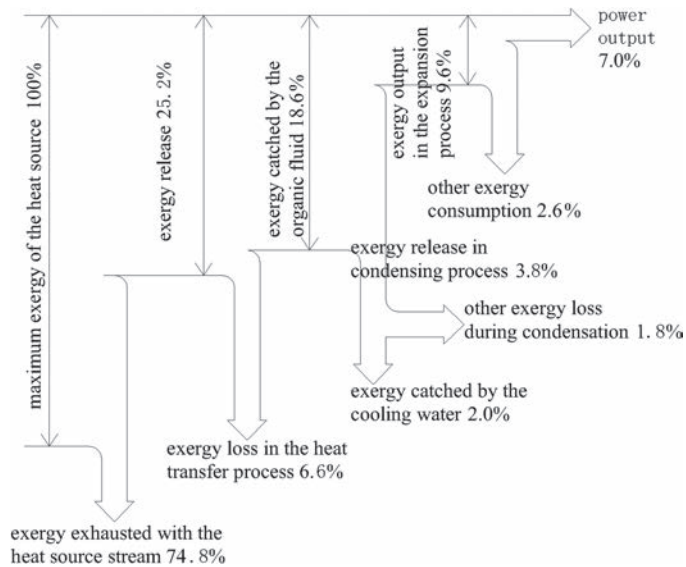 power
output
7.0%
maximum exergy of the heat source 100%
exergy release 25.2%
exergy catched by the
organic fluid 18.6%
exergy output
in the expansion
process 9.6%
other exergy
consumption 2.6%
exergy release in
condensing process 3.8%
other exergy loss
during condensation 1.8%
exergy catched by the
cooling water 2.0%
exergy loss in the heat
transfer process 6.6%
exergy exhausted with the
heat source stream 74.8%